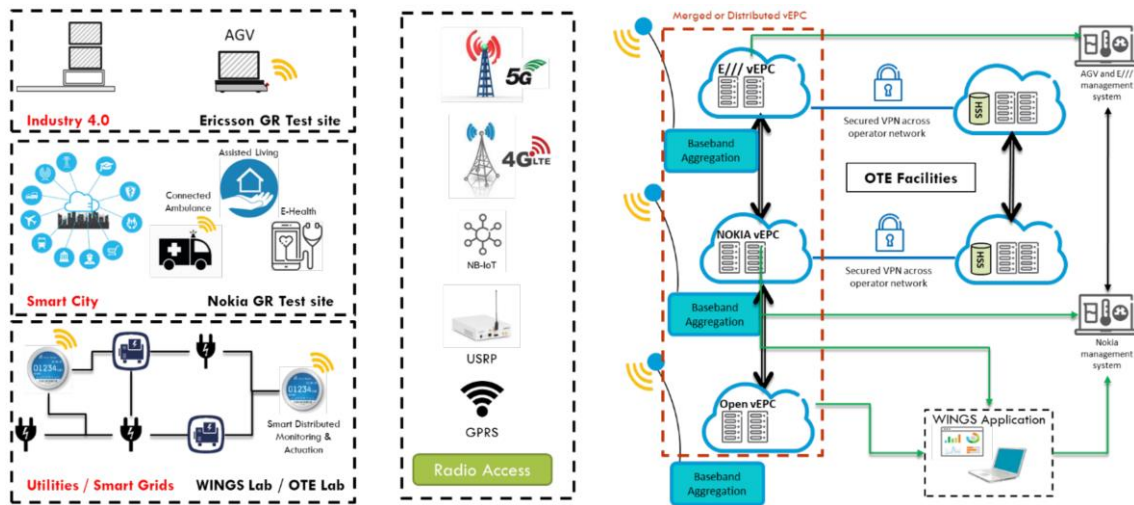 AGV
Industry 4.0
Ericsson GR Test site
Assisted Living
Connected
Ambulance
E-Health
Smart City
Nokia GR Test site
01234
01234
Smart Distributed
Monitoring &
Actuation
Utilities / Smart Grids
WINGS Lab / OTE Lab
5G
4G LTE
NB-IoT
USRP
GPRS
Radio Access
Merged or Distributed vEPC
E/// vEPC
Baseband
Aggregation
Secured VPN across
operator network
HSS
AGV and E///
management
system
OTE Facilities
NOKIA vEPC
Baseband
Aggregation
Secured VPN across
operator network
HSS
Nokia
management
system
Open vEPC
Baseband
Aggregation
WINGS Application